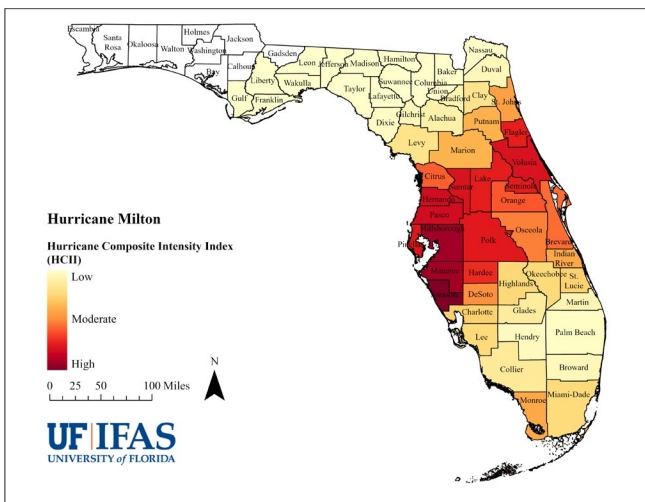 Escambia
Santa
Rosa
Okaloosa
Walton
Holmes
Washington
Jackson
Bay
Calhoun
Gulf
Gadsden
Liberty
Franklin
Leon
Wakulla
Jefferson
Madison
Taylor
Hamilton
Suwannee
Lafayette
Dixie
Columbia
Gilchrist
Baker
Union
Bradford
Alachua
Levy
Nassau
Duval
Clay
St. Johns
Putnam
Flagler
Marion
Volusia
Citrus
Sumter
Lake
Seminole
Hernando
Orange
Pasco
Hillsborough
Polk
Osceola
Brevard
Indian
River
Manatee
Hardee
Okeechobee
Highlands
St.
Lucie
Sarasota
DeSoto
Martin
Charlotte
Glades
Lee
Hendry
Palm Beach
Collier
Broward
Monroe
Miami-Dade
Hurricane Milton
Hurricane Composite Intensity Index
(HCII)
Low
Moderate
High
N
0 25 50 100 Miles
UF IFAS
UNIVERSITY of FLORIDA